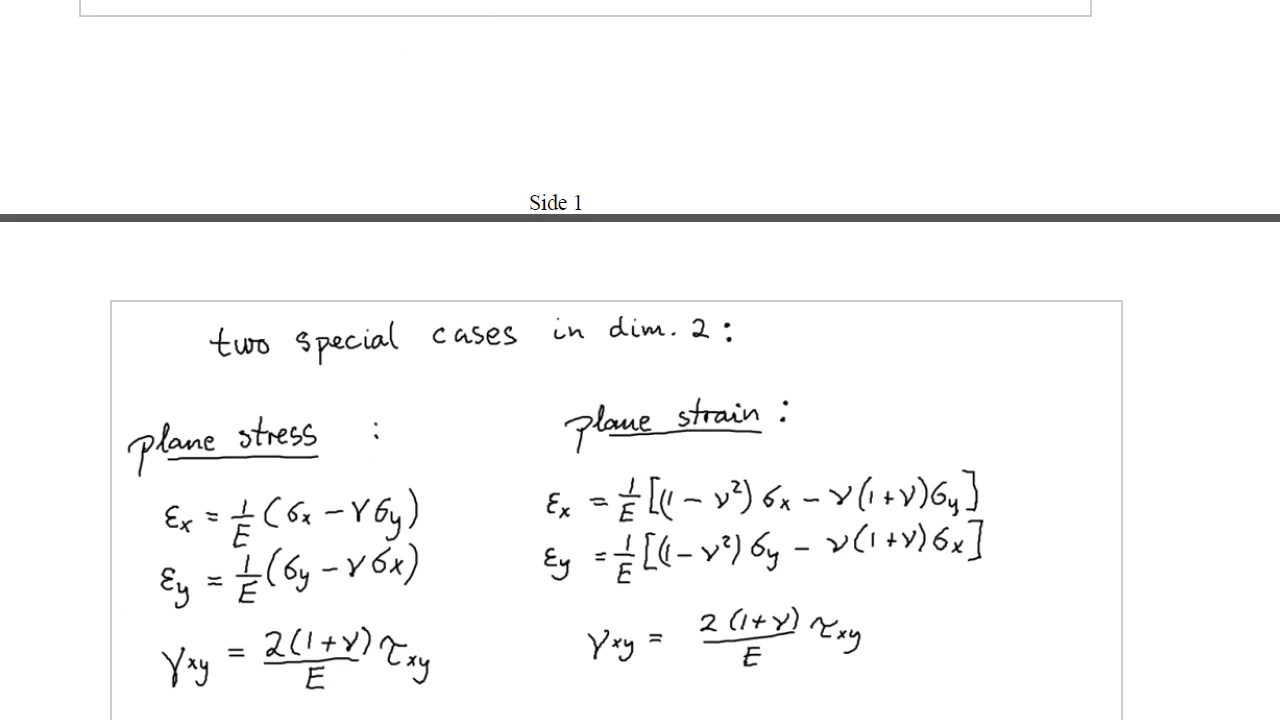 Side 1
two special cases in dim. 2:
plane stress :
εx = 1/E (σx − νσy)
εy = 1/E (σy − νσx)
γxy = 2(1+ν)/E τxy
plane strain :
εx = 1/E [(1 − ν²) σx − ν(1+ν)σy]
εy = 1/E [(1 − ν²) σy − ν(1+ν)σx]
γxy = 2(1+ν)/E τxy